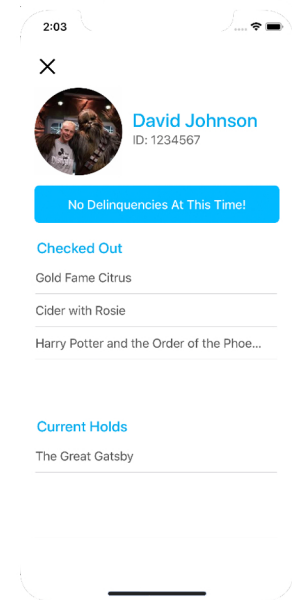 2:03
David Johnson
ID: 1234567
No Delinquencies At This Time!
Checked Out
Gold Fame Citrus
Cider with Rosie
Harry Potter and the Order of the Phoe...
Current Holds
The Great Gatsby